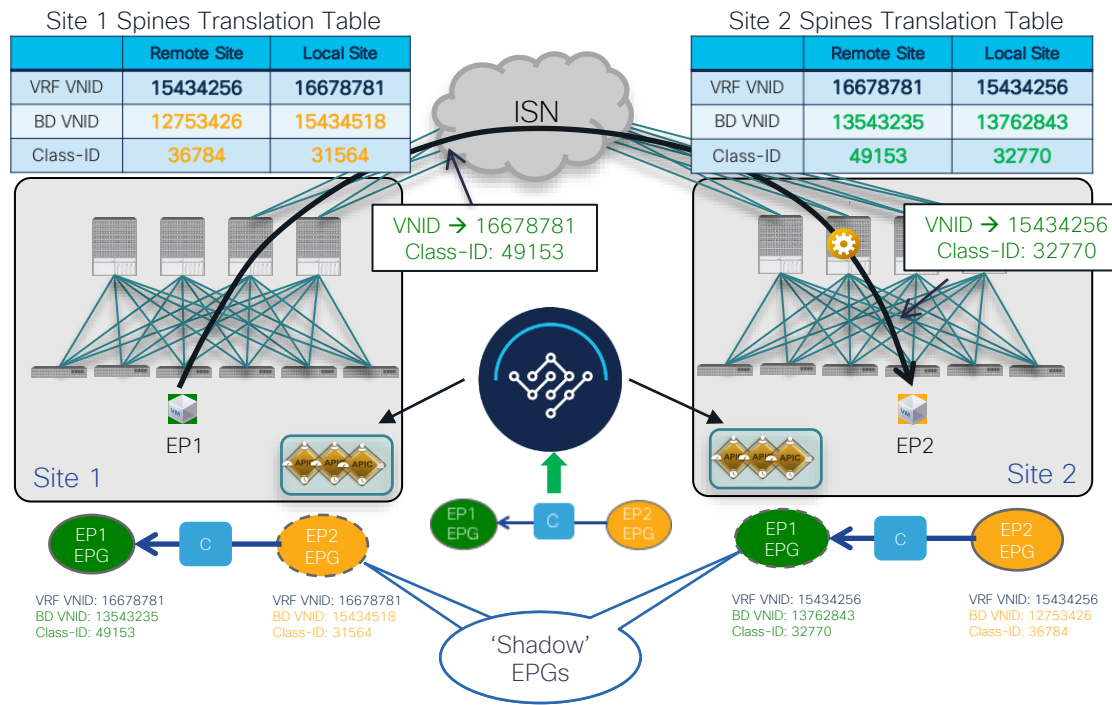 Site 1 Spines Translation Table
Remote Site Local Site
VRF VNID 15434256 16678781
BD VNID 12753426 15434518
Class-ID 36784 31564
Site 2 Spines Translation Table
Remote Site Local Site
VRF VNID 16678781 15434256
BD VNID 13543235 13762843
Class-ID 49153 32770
ISN
VNID → 16678781
Class-ID: 49153
VNID → 15434256
Class-ID: 32770
VM
EP1
Site 1
APIC APIC APIC
VM
EP2
Site 2
APIC APIC APIC
EP1
EPG
C
EP2
EPG
EP1
EPG
C
EP2
EPG
EP1
EPG
C
EP2
EPG
VRF VNID: 16678781
BD VNID: 13543235
Class-ID: 49153
VRF VNID: 16678781
BD VNID: 15434518
Class-ID: 31564
VRF VNID: 15434256
BD VNID: 13762843
Class-ID: 32770
VRF VNID: 15434256
BD VNID: 12753426
Class-ID: 36784
‘Shadow’
EPGs